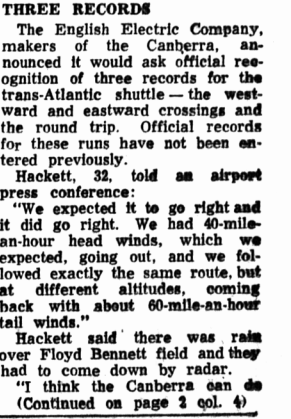 THREE RECORDS
The English Electric Company,
makers of the Canberra, an-
nounced it would ask official rec-
ognition of three records for the
trans-Atlantic shuttle — the west-
ward and eastward crossings and
the round trip. Official records
for these runs have not been en-
tered previously.
Hackett, 32, told an airport
press conference:
"We expected it to go right and
it did go right. We had 40-mile-
an-hour head winds, which we
expected, going out, and we fol-
lowed exactly the same route, but
at different altitudes, coming
back with about 60-mile-an-hour
tail winds."
Hackett said there was rain
over Floyd Bennett field and they
had to come down by radar.
"I think the Canberra can do
(Continued on page 2 col. 4)